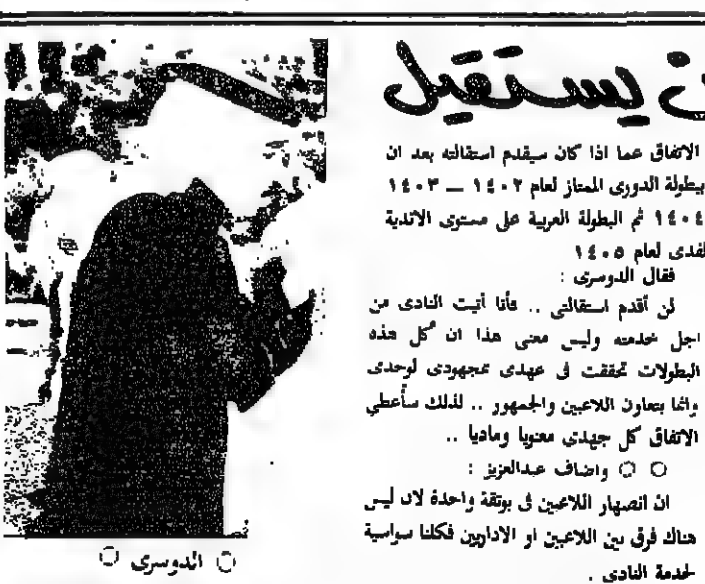 يستقيل
الاتفاق عما اذا كان سيقدم استقالته بعد ان
ببطولة الدورى الممتاز لعام ١٤٠٢ — ١٤٠٣
١٤٠٤ ثم البطولة العربية على مستوى الاندية
لعام ١٤٠٥
فقال الدوسرى :
لن أقدم استقالتى .. فأنا أتيت النادى من
اجل خدمته وليس معنى هذا ان كل هذه
البطولات تحققت فى عهدى بمجهودى لوحدى
وانما بتعاون اللاعبين والجمهور .. لذلك سأعطي
الاتفاق كل جهدى معنويا وماديا ..
○ ○ واضاف عبدالعزيز :
ان انصهار اللاعبين فى بوتقة واحدة لان ليس
هناك فرق بين اللاعبين او الاداريين فكلنا سواسية
لخدمة النادى .
○ الدوسرى ○